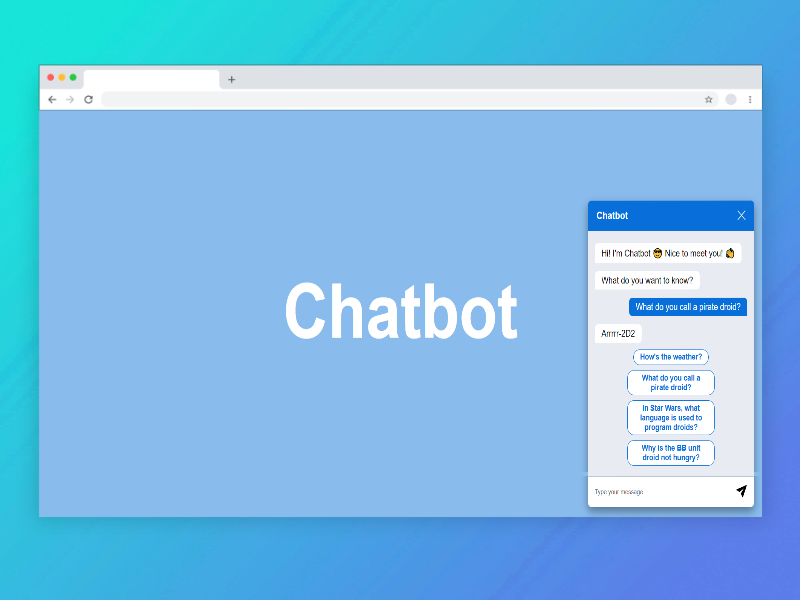 Chatbot
Chatbot
Hi! I'm Chatbot 😎 Nice to meet you! 👏
What do you want to know?
What do you call a pirate droid?
Arrrrr-2D2
How's the weather?
What do you call a
pirate droid?
In Star Wars, what
language is used to
program droids?
Why is the BB unit
droid not hungry?
Type your message